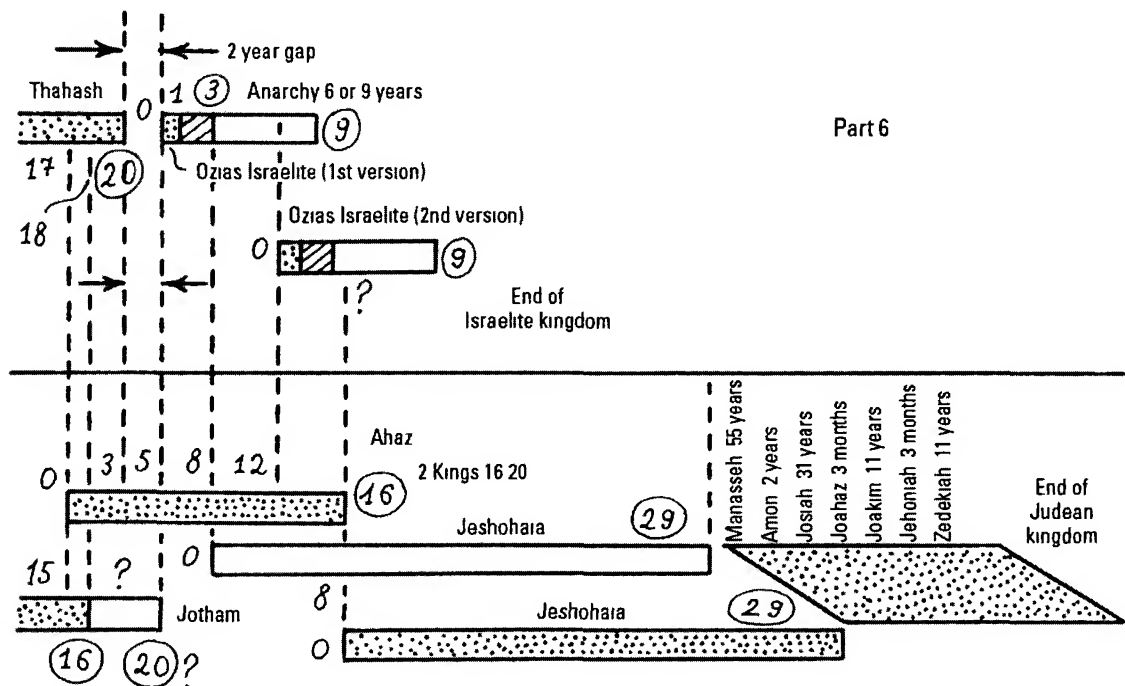 2 year gap
Thahash
0
1
3
Anarchy 6 or 9 years
9
Part 6
17
20
Ozias Israelite (1st version)
18
Ozias Israelite (2nd version)
0
9
?
End of
Israelite kingdom
Ahaz
0
3
5
8
12
2 Kings 16 20
16
Jeshohaia
29
0
15
?
Jotham
8
Jeshohaia
29
0
16
20
?
Manasseh 55 years
Amon 2 years
Josiah 31 years
Joahaz 3 months
Joakim 11 years
Jehoniah 3 months
Zedekiah 11 years
End of
Judean
kingdom